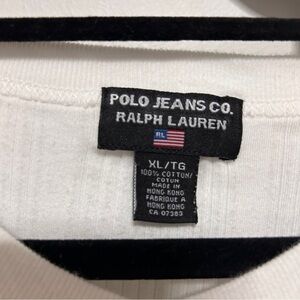 POLO JEANS CO.
RALPH LAUREN
RL
XL/TG
100% COTTON/
COTON
MADE IN
HONG KONG
FABRIQUE A
HONG KONG
CA 07383